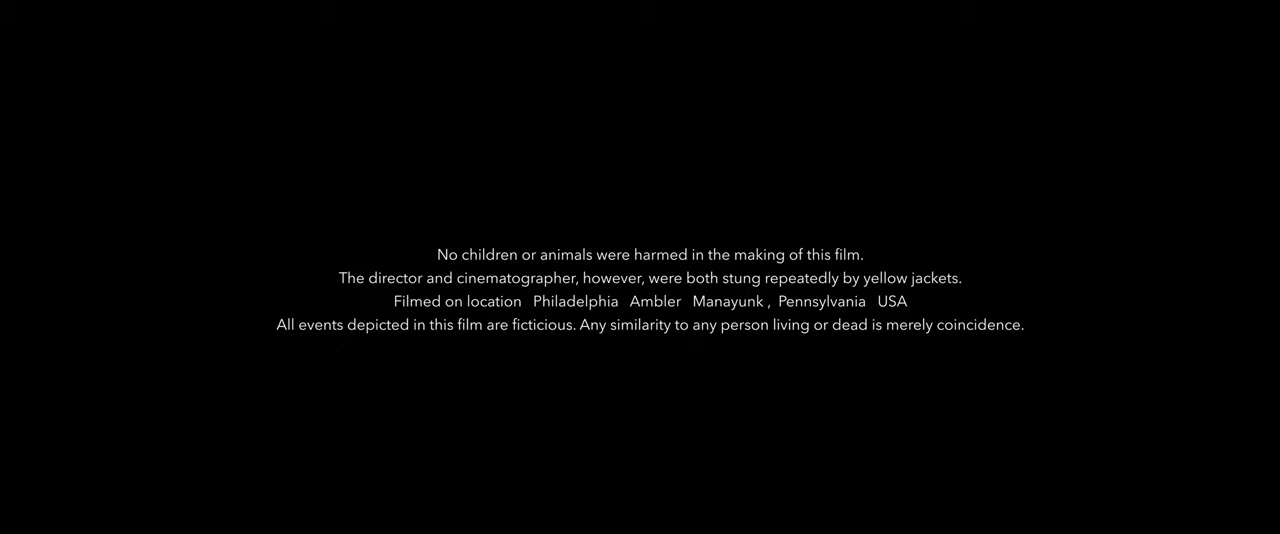 No children or animals were harmed in the making of this film.
The director and cinematographer, however, were both stung repeatedly by yellow jackets.
Filmed on location   Philadelphia   Ambler   Manayunk ,  Pennsylvania   USA
All events depicted in this film are ficticious. Any similarity to any person living or dead is merely coincidence.